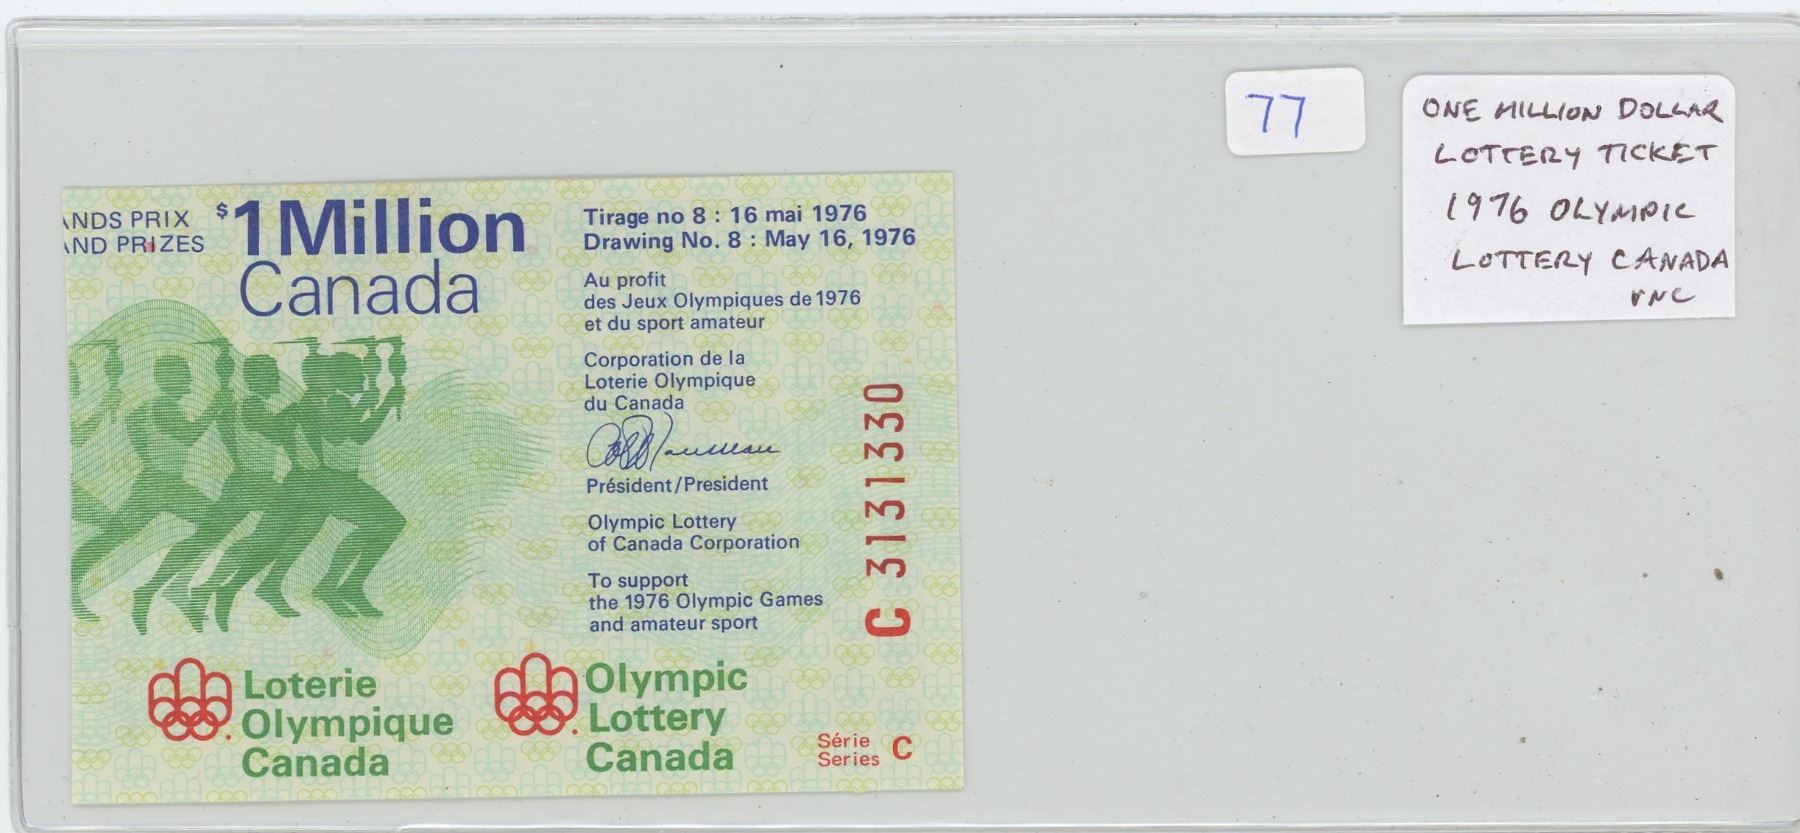 ANDS PRIX
AND PRIZES
$1 Million
Canada
Tirage no 8 : 16 mai 1976
Drawing No. 8 : May 16, 1976
Au profit
des Jeux Olympiques de 1976
et du sport amateur
Corporation de la
Loterie Olympique
du Canada
Président/President
Olympic Lottery
of Canada Corporation
To support
the 1976 Olympic Games
and amateur sport
C 3131330
Loterie
Olympique
Canada
Olympic
Lottery
Canada
Série
Series C
77
ONE MILLION DOLLAR
LOTTERY TICKET
1976 OLYMPIC
LOTTERY CANADA
UNC